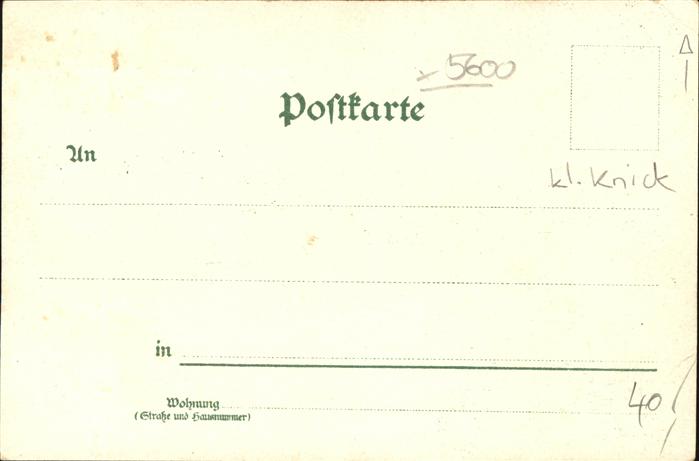 5600
Postkarte
An
kl. Knick
in
Wohnung
(Straße und Hausnummer)
40